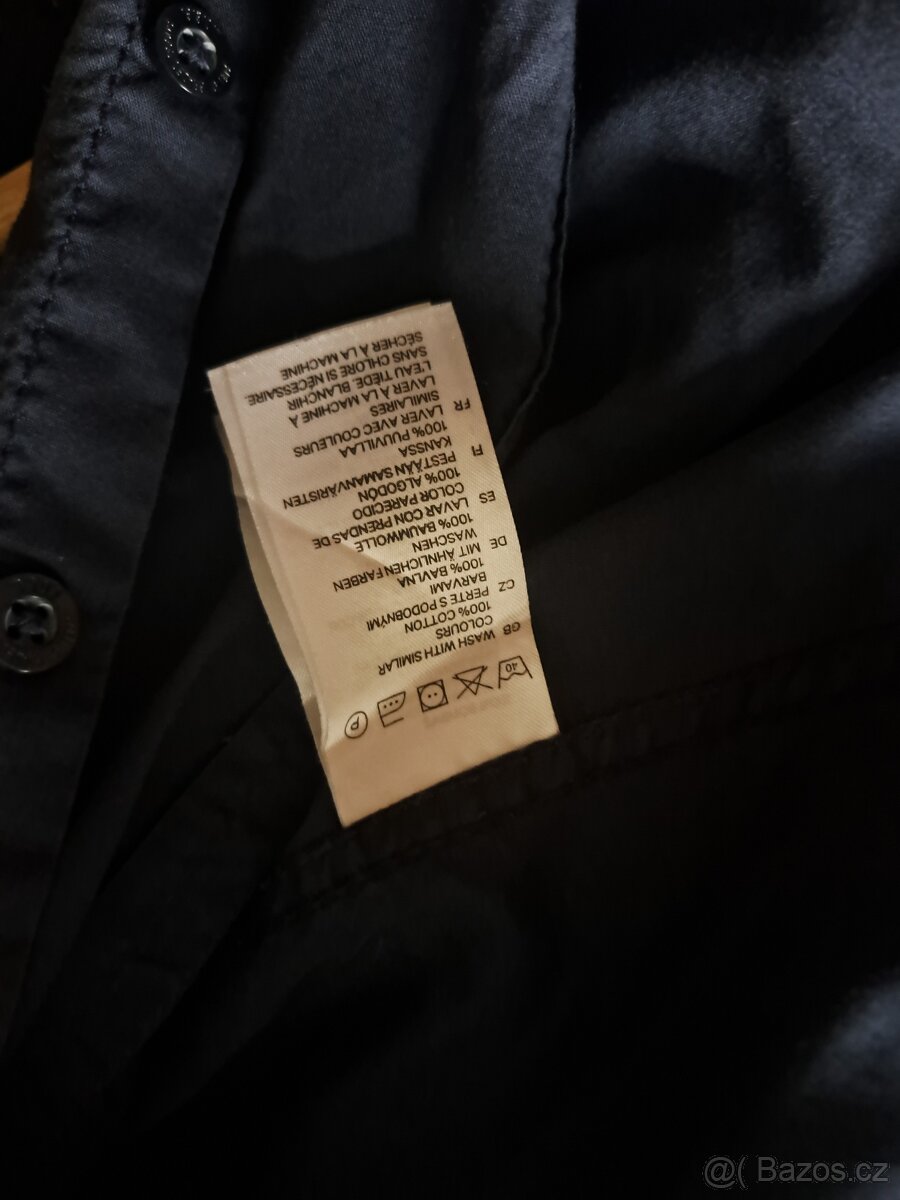 40
P
GB WASH WITH SIMILAR
COLOURS
100% COTTON
CZ PERTE S PODOBNÝMI
BARVAMI
100% BAVLNA
DE MIT ÄHNLICHEN FARBEN
WASCHEN
100% BAUMWOLLE
ES LAVAR CON PRENDAS DE
COLOR PARECIDO
100% ALGODÓN
FI PESTÄÄN SAMANVÄRISTEN
KANSSA
100% PUUVILLAA
FR LAVER AVEC COULEURS
SIMILAIRES
LAVER À LA MACHINE À
L'EAU TIÈDE BLANCHIR
SANS CHLORE SI NÉCESSAIRE
SÉCHER À LA MACHINE
@( Bazos.cz